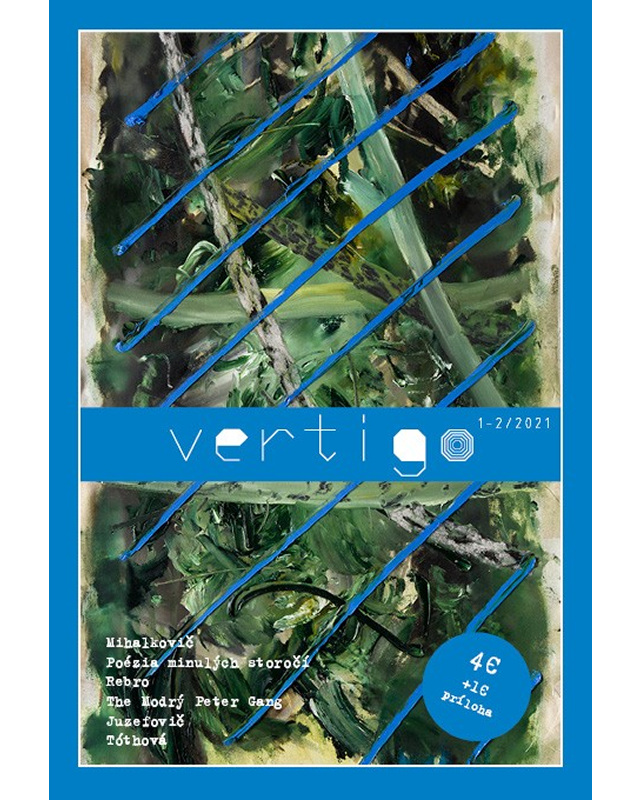 vertigo
1-2/2021
Mihalkovič
Poézia minulých storočí
Rebro
The Modrý Peter Gang
Juzefovič
Tóthová
4€
+1€
príloha